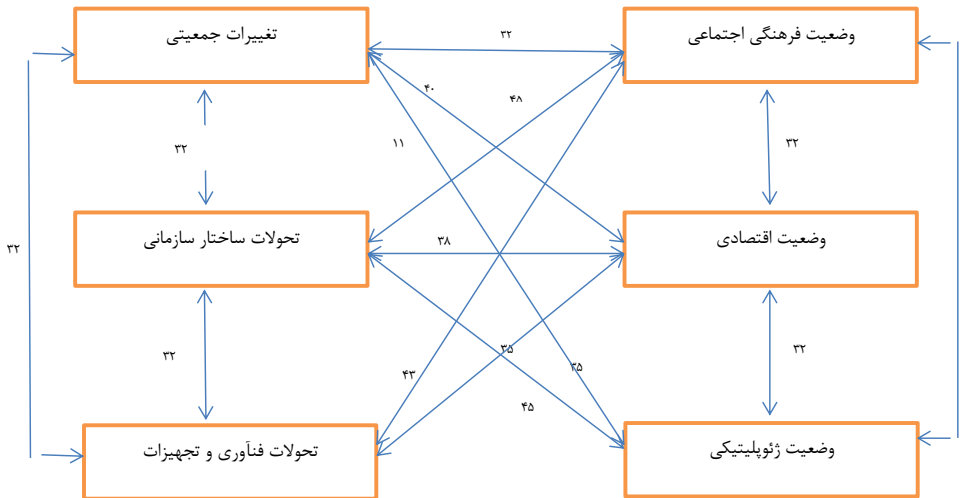 وضعیت فرهنگی اجتماعی
۳۲
تغییرات جمعیتی
۴۰
۴۸
۱۱
۳۲
۳۲
وضعیت اقتصادی
۳۸
تحولات ساختار سازمانی
۳۲
۳۲
۳۵
۳۲
۳۵
۴۳
۴۵
وضعیت ژئوپلیتیکی
تحولات فنآوری و تجهیزات